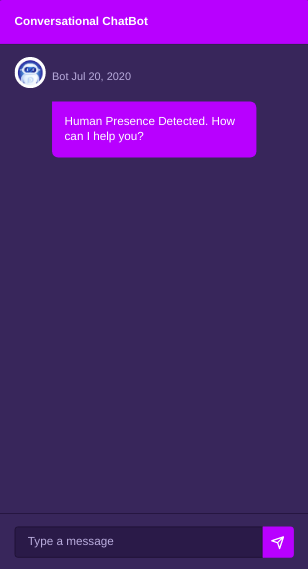 Conversational ChatBot
Bot Jul 20, 2020
Human Presence Detected. How
can I help you?
Type a message